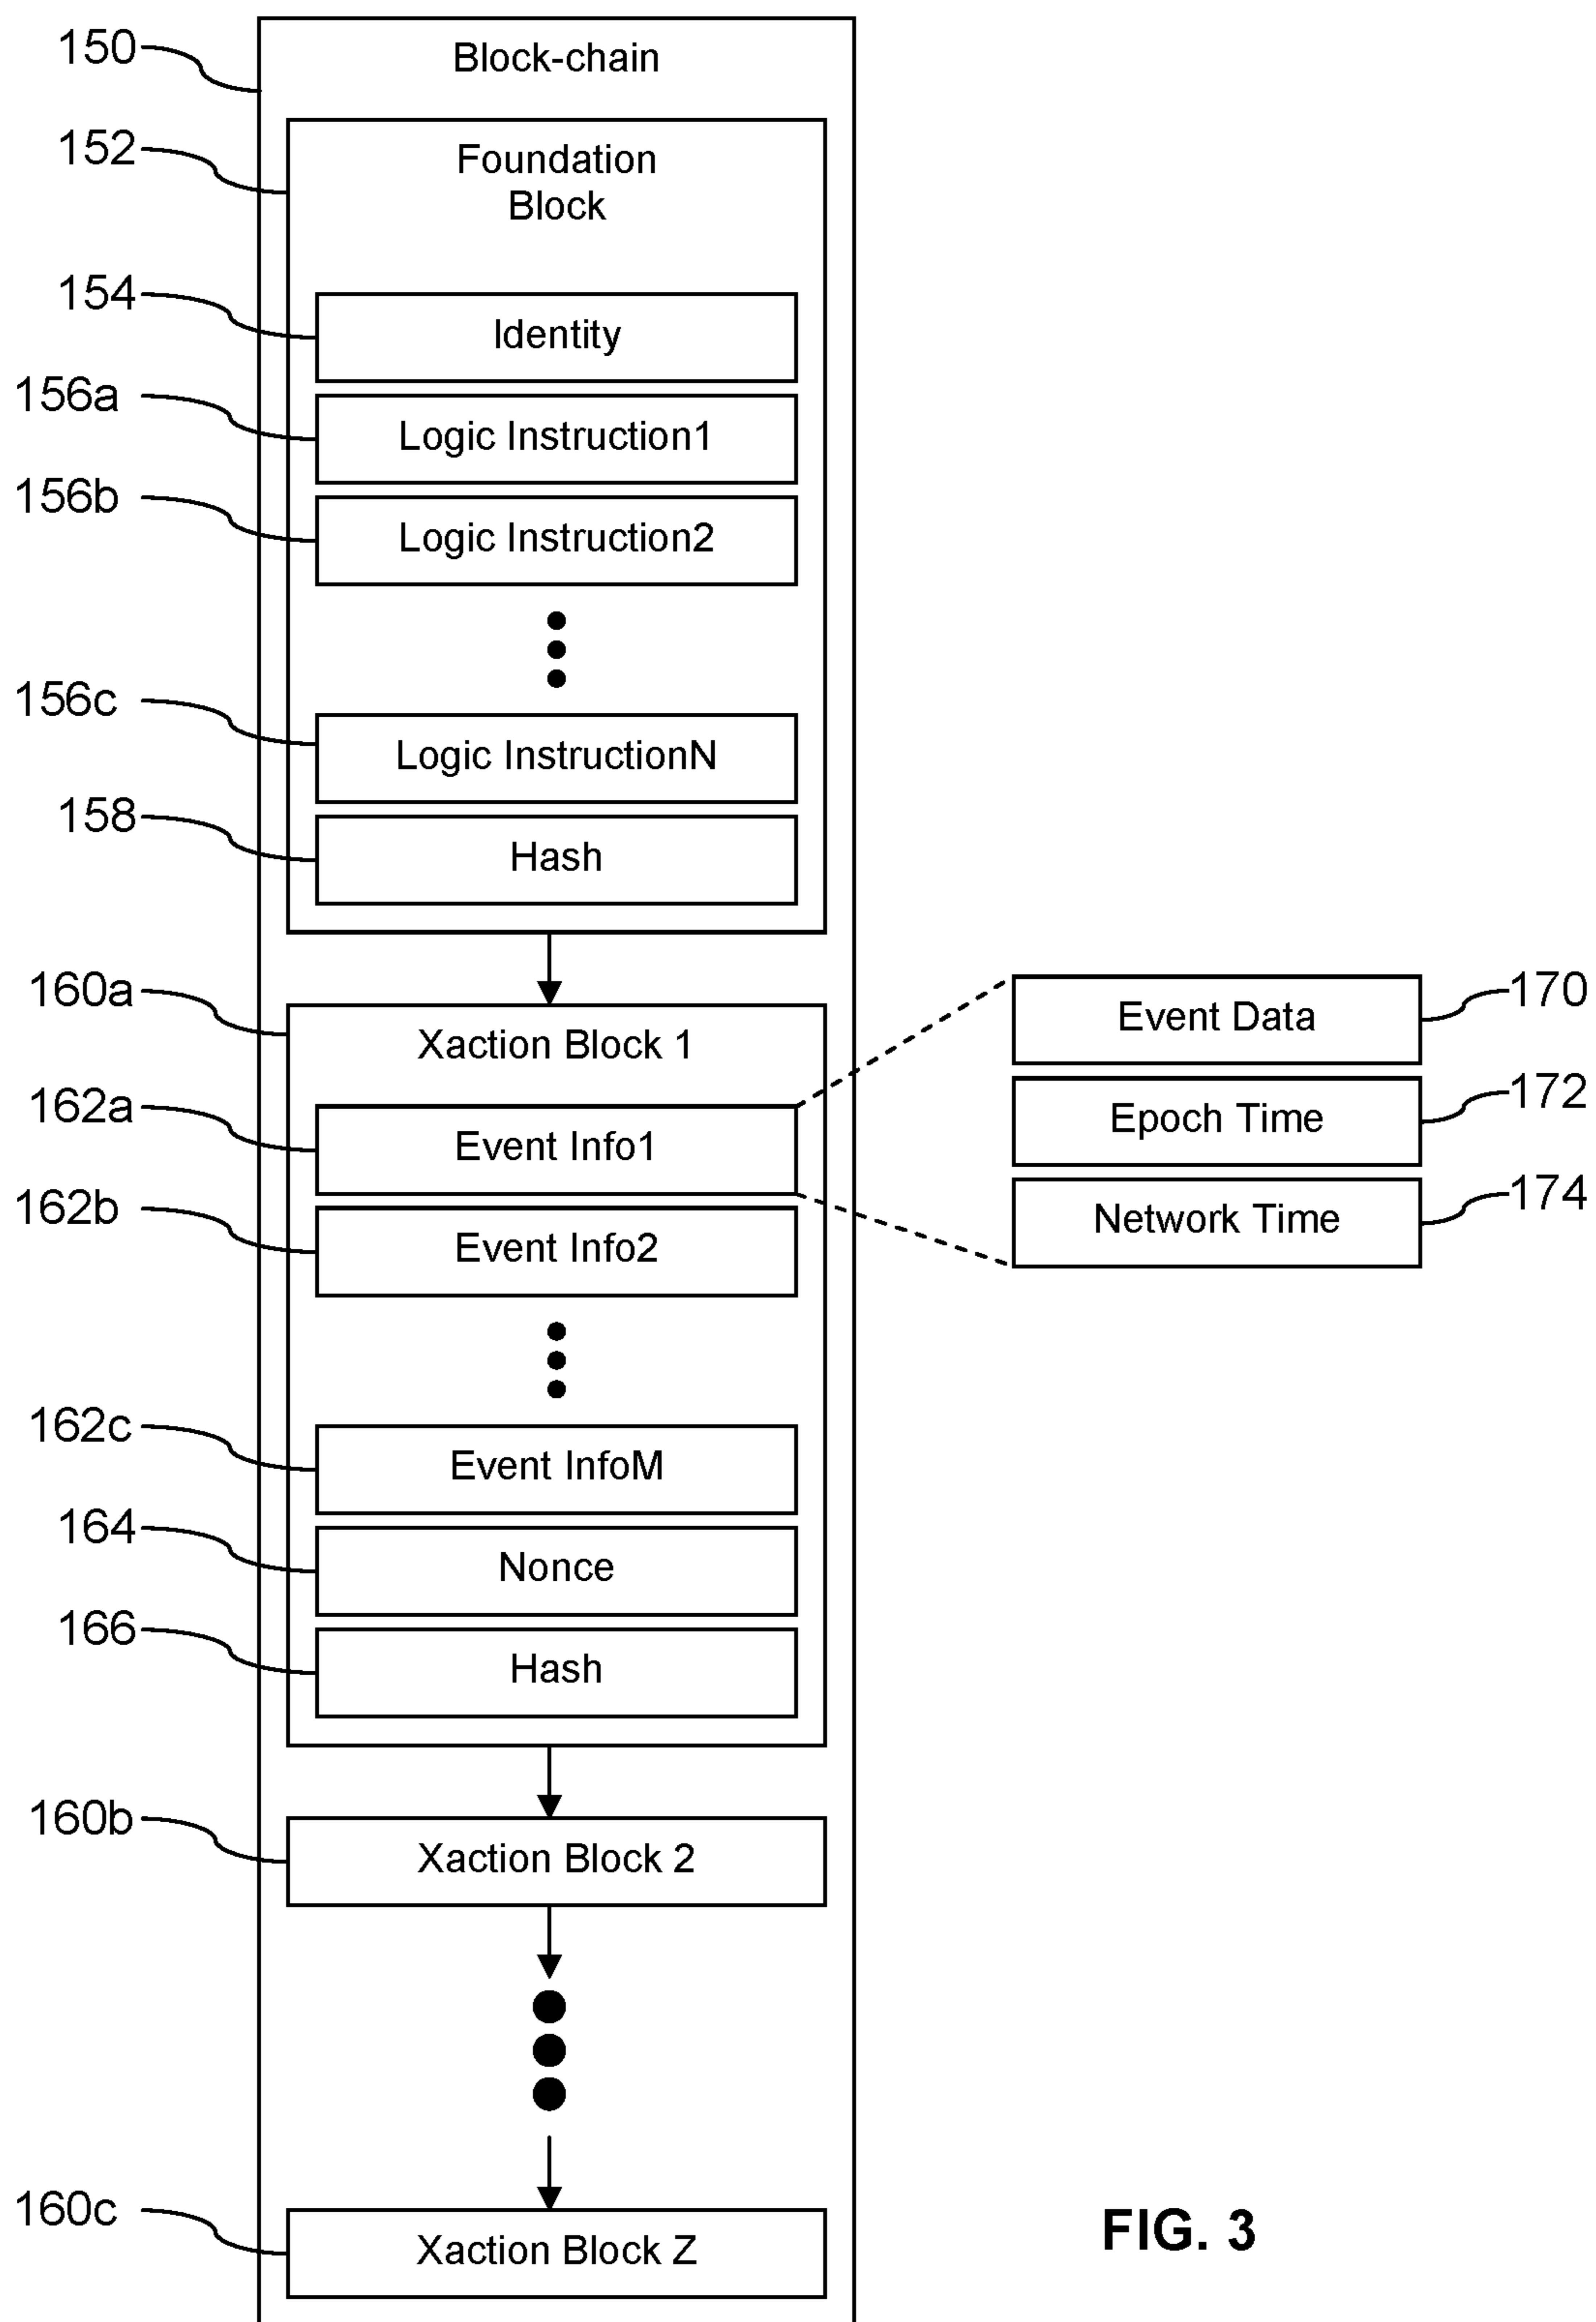 150
Block-chain
152
Foundation
Block
154
Identity
156a
Logic Instruction1
156b
Logic Instruction2
156c
Logic InstructionN
158
Hash
160a
Xaction Block 1
Event Data
170
162a
Event Info1
Epoch Time
172
162b
Event Info2
Network Time
174
162c
Event InfoM
164
Nonce
166
Hash
160b
Xaction Block 2
160c
Xaction Block Z
FIG. 3